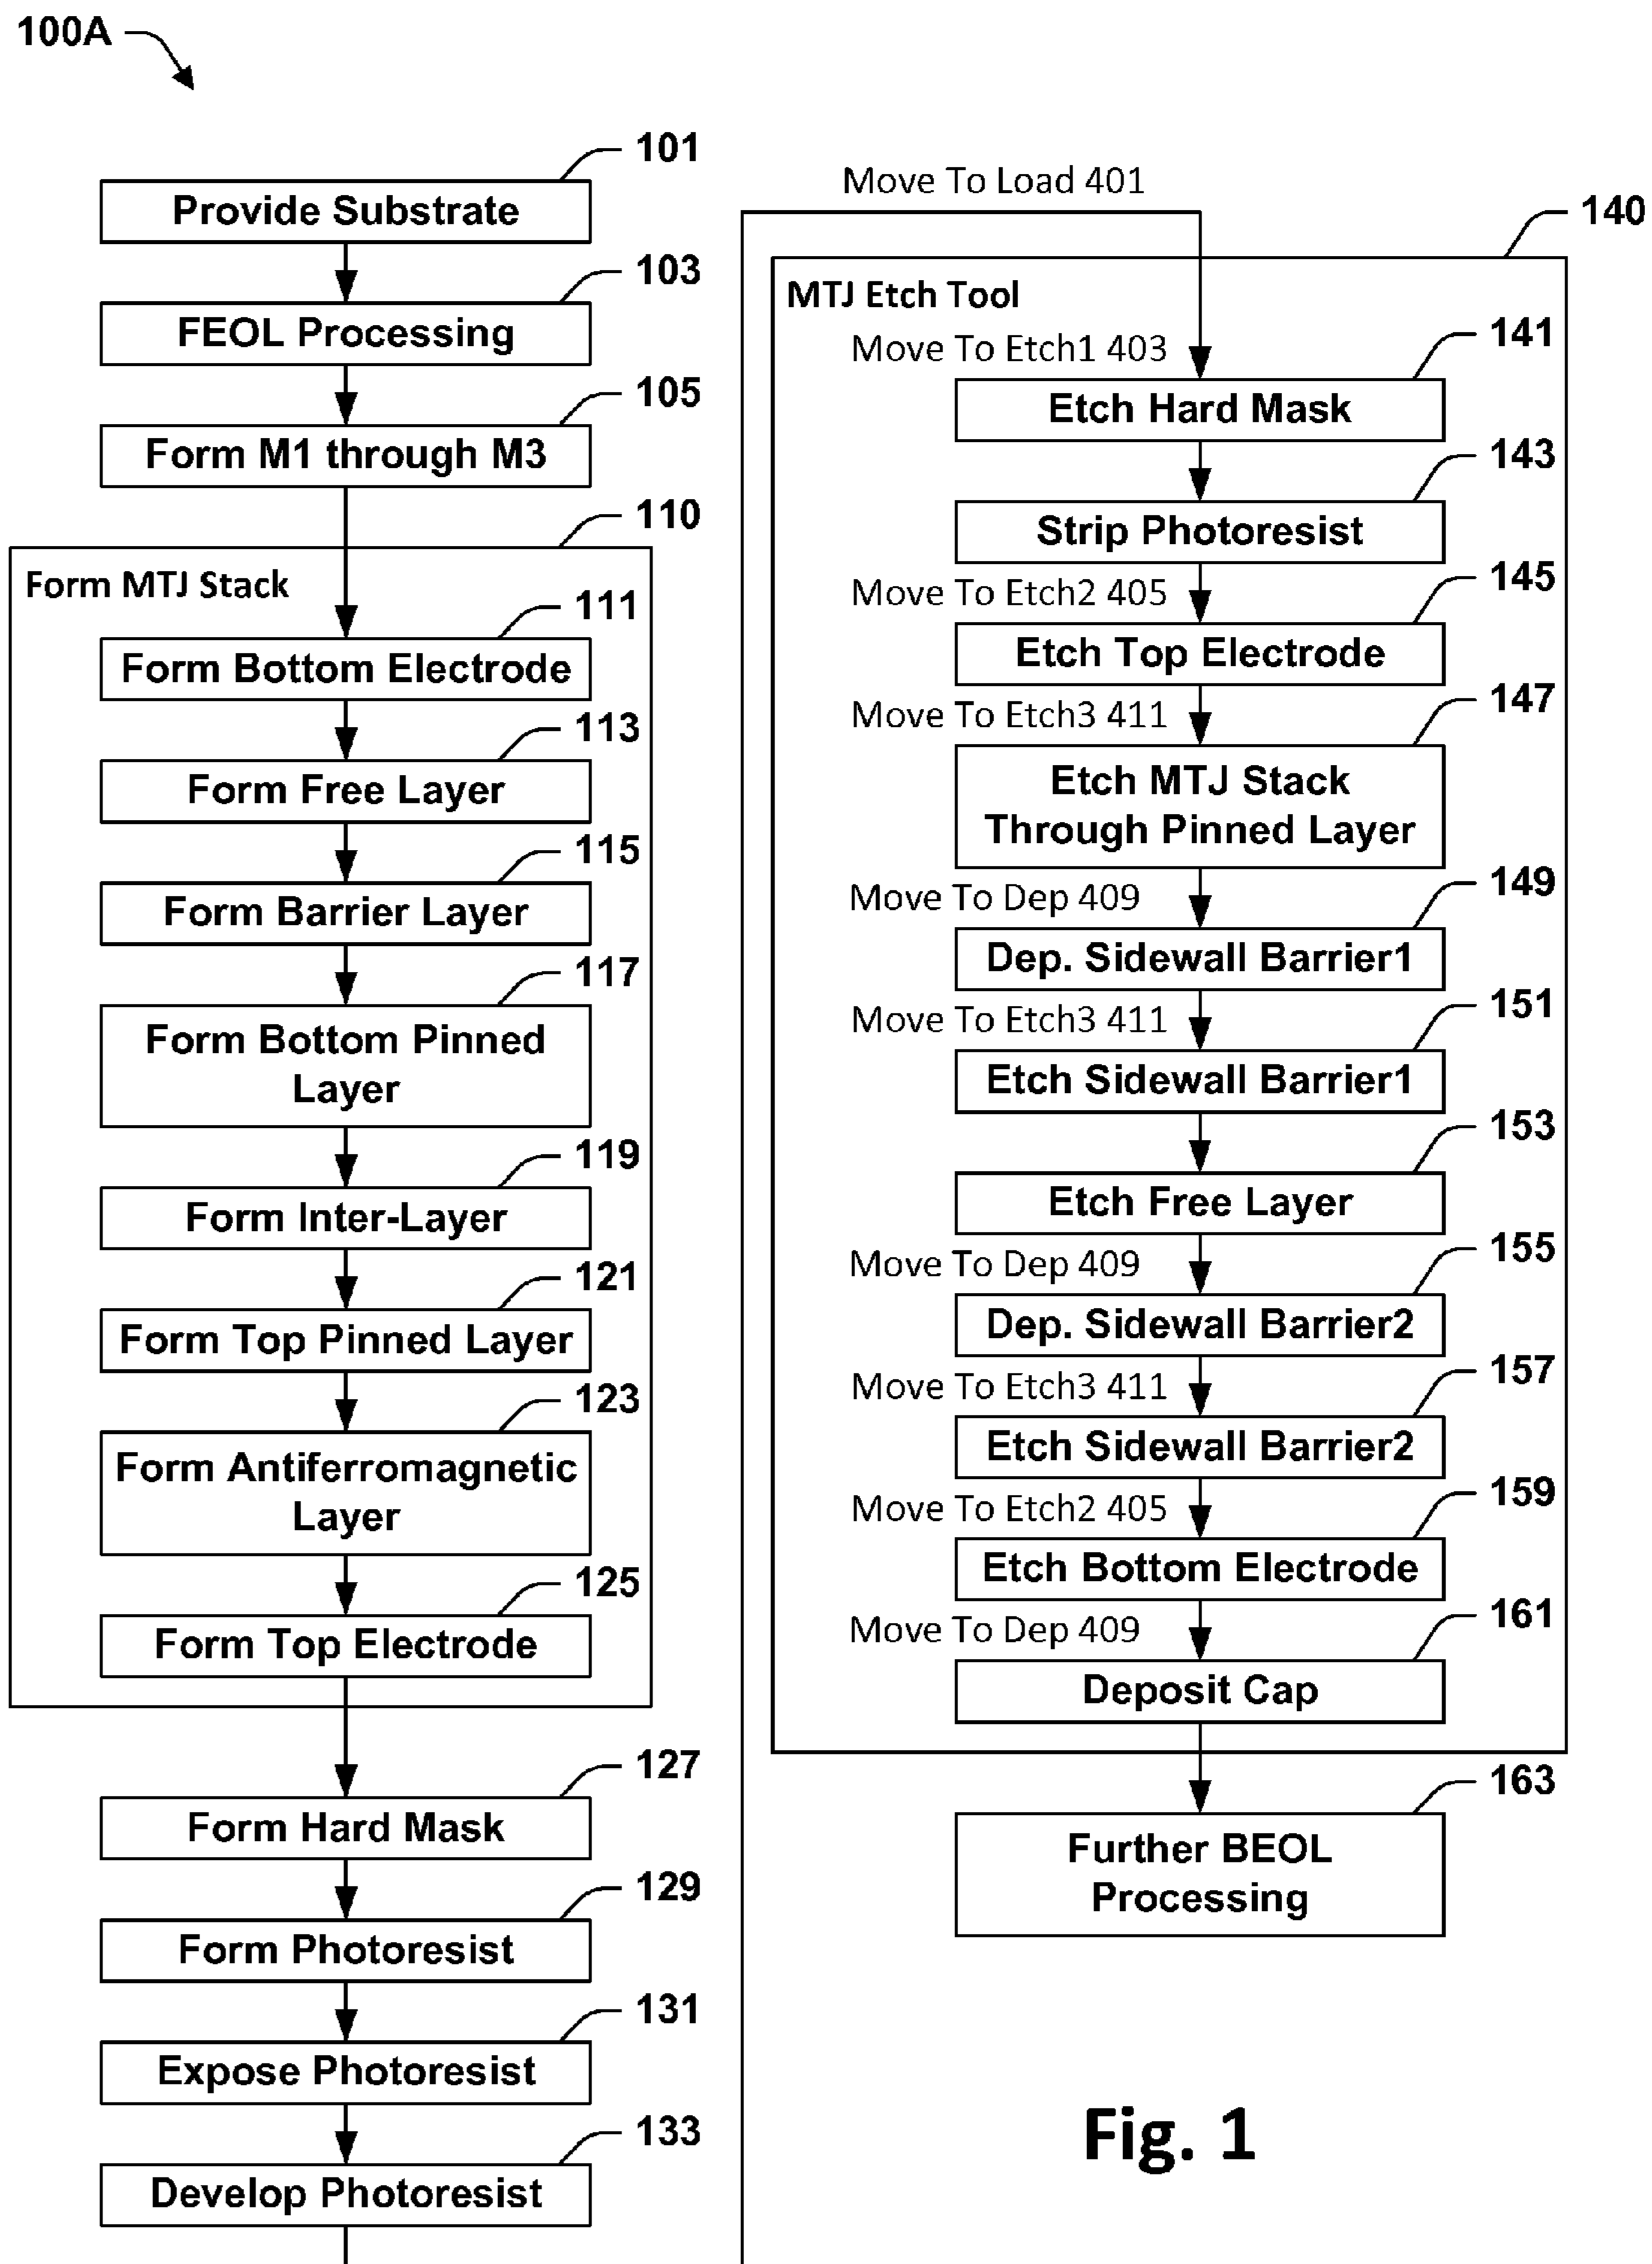 100A
101
Provide Substrate
103
FEOL Processing
105
Form M1 through M3
110
Form MTJ Stack
111
Form Bottom Electrode
113
Form Free Layer
115
Form Barrier Layer
117
Form Bottom Pinned
Layer
119
Form Inter-Layer
121
Form Top Pinned Layer
123
Form Antiferromagnetic
Layer
125
Form Top Electrode
127
Form Hard Mask
129
Form Photoresist
131
Expose Photoresist
133
Develop Photoresist
Move To Load 401
140
MTJ Etch Tool
Move To Etch1 403
141
Etch Hard Mask
143
Strip Photoresist
Move To Etch2 405
145
Etch Top Electrode
Move To Etch3 411
147
Etch MTJ Stack
Through Pinned Layer
Move To Dep 409
149
Dep. Sidewall Barrier1
Move To Etch3 411
151
Etch Sidewall Barrier1
153
Etch Free Layer
Move To Dep 409
155
Dep. Sidewall Barrier2
Move To Etch3 411
157
Etch Sidewall Barrier2
Move To Etch2 405
159
Etch Bottom Electrode
Move To Dep 409
161
Deposit Cap
163
Further BEOL
Processing
Fig. 1